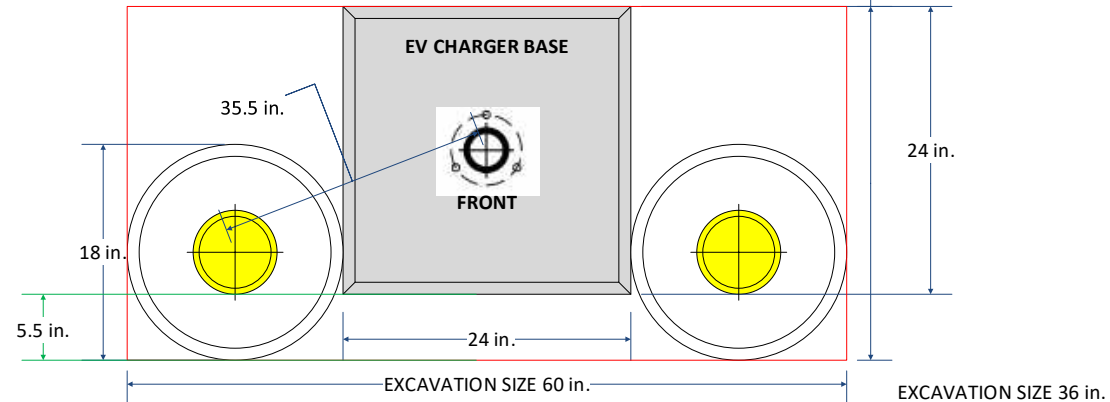 EV CHARGER BASE
35.5 in.
24 in.
FRONT
18 in.
5.5 in.
24 in.
EXCAVATION SIZE 60 in.
EXCAVATION SIZE 36 in.